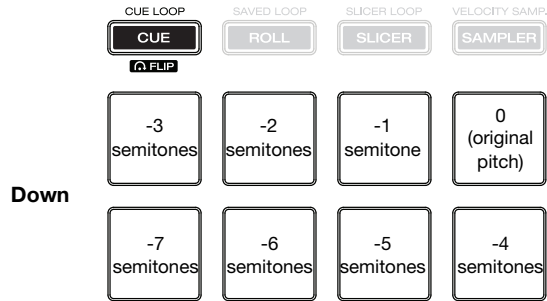 CUE LOOP SAVED LOOP SLICER LOOP VELOCITY SAMP.
CUE ROLL SLICER SAMPLER
FLIP
-3 semitones
-2 semitones
-1 semitone
0 (original pitch)
Down
-7 semitones
-6 semitones
-5 semitones
-4 semitones